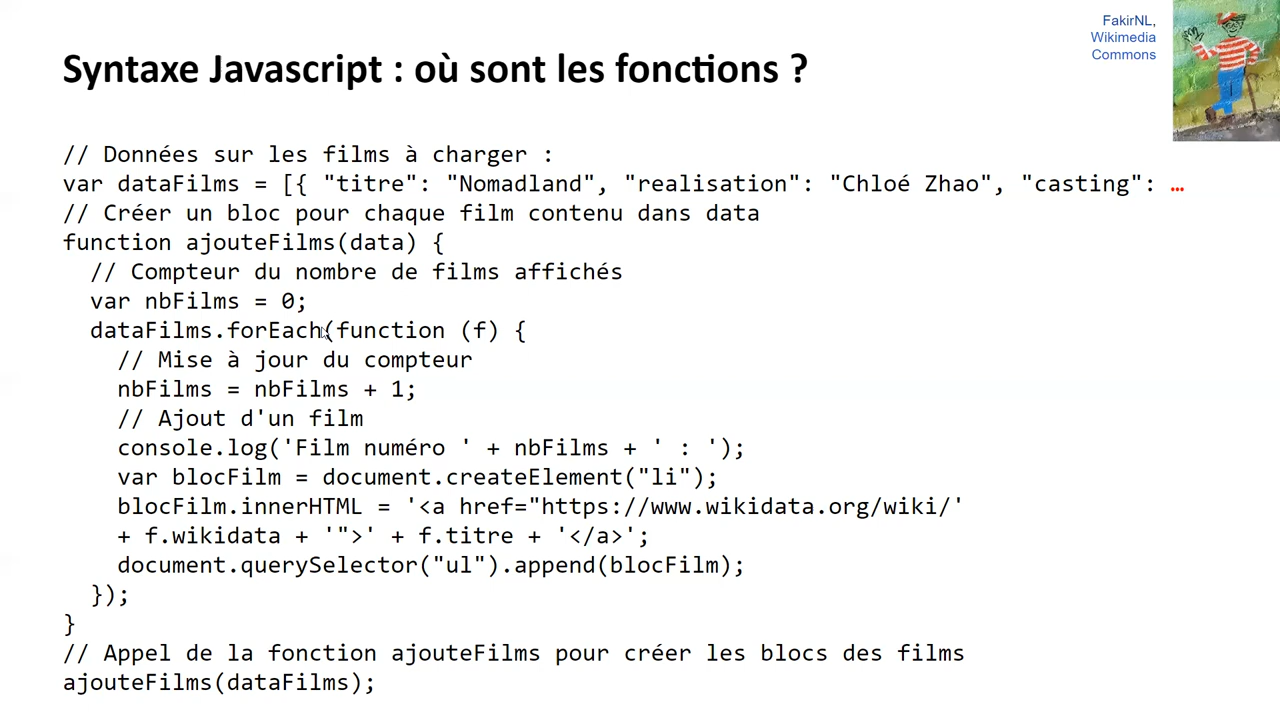 FakirNL,
Wikimedia
Commons
Syntaxe Javascript : où sont les fonctions ?
// Données sur les films à charger :
var dataFilms = [{ "titre": "Nomadland", "realisation": "Chloé Zhao", "casting": …
// Créer un bloc pour chaque film contenu dans data
function ajouteFilms(data) {
  // Compteur du nombre de films affichés
  var nbFilms = 0;
  dataFilms.forEach(function (f) {
    // Mise à jour du compteur
    nbFilms = nbFilms + 1;
    // Ajout d'un film
    console.log('Film numéro ' + nbFilms + ' : ');
    var blocFilm = document.createElement("li");
    blocFilm.innerHTML = '<a href="https://www.wikidata.org/wiki/'
    + f.wikidata + '">' + f.titre + '</a>';
    document.querySelector("ul").append(blocFilm);
  });
}
// Appel de la fonction ajouteFilms pour créer les blocs des films
ajouteFilms(dataFilms);